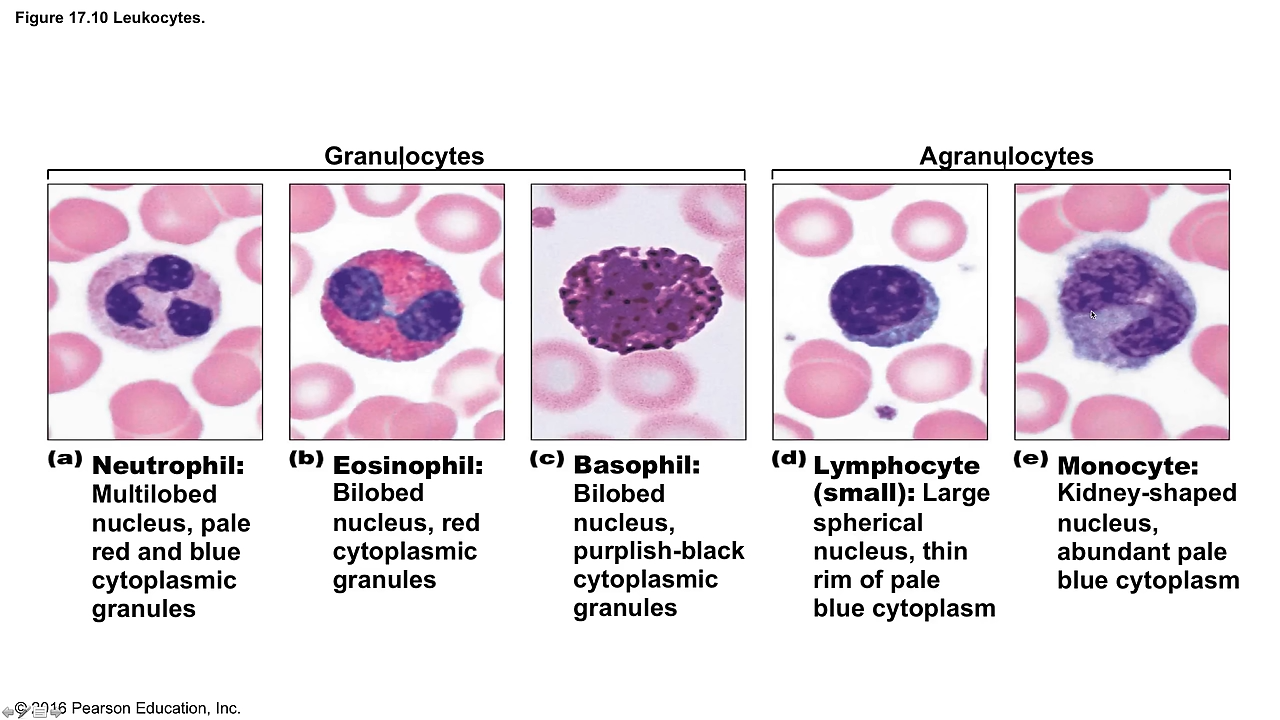 Figure 17.10 Leukocytes.
Granulocytes
Agranulocytes
(a) Neutrophil:
Multilobed
nucleus, pale
red and blue
cytoplasmic
granules
(b) Eosinophil:
Bilobed
nucleus, red
cytoplasmic
granules
(c) Basophil:
Bilobed
nucleus,
purplish-black
cytoplasmic
granules
(d) Lymphocyte
(small): Large
spherical
nucleus, thin
rim of pale
blue cytoplasm
(e) Monocyte:
Kidney-shaped
nucleus,
abundant pale
blue cytoplasm
© 2016 Pearson Education, Inc.